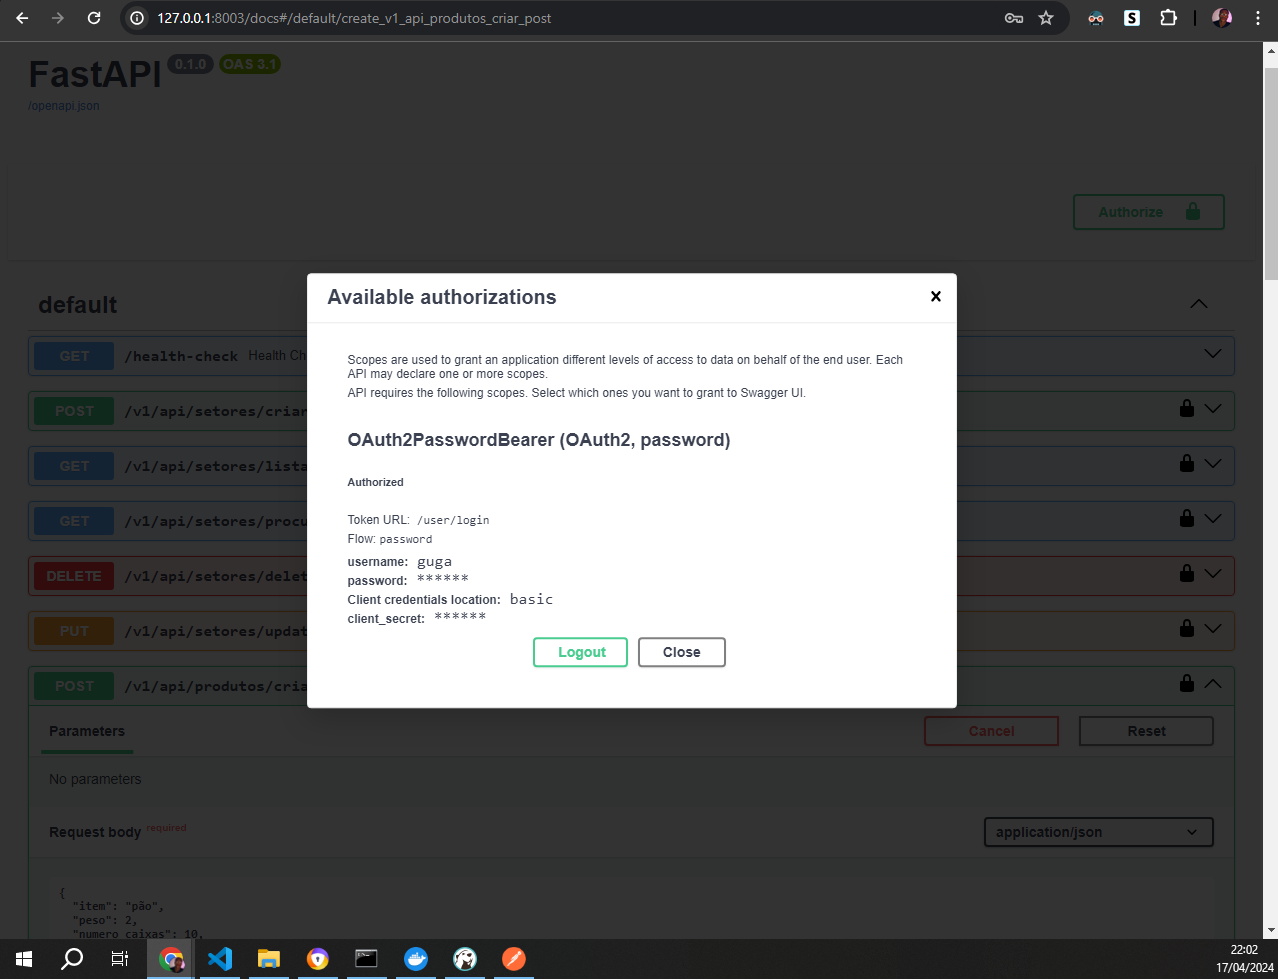 127.0.0.1:8003/docs#/default/create_v1_api_produtos_criar_post
S
FastAPI 0.1.0 OAS 3.1
/openapi.json
Authorize
default
GET /health-check Health Ch
POST /v1/api/setores/criar
GET /v1/api/setores/lista
GET /v1/api/setores/procu
DELETE /v1/api/setores/delet
PUT /v1/api/setores/updat
POST /v1/api/produtos/cria
Available authorizations
Scopes are used to grant an application different levels of access to data on behalf of the end user. Each
API may declare one or more scopes.
API requires the following scopes. Select which ones you want to grant to Swagger UI.
OAuth2PasswordBearer (OAuth2, password)
Authorized
Token URL: /user/login
Flow: password
username: guga
password: ******
Client credentials location: basic
client_secret: ******
Logout Close
Parameters
Cancel Reset
No parameters
Request body required
application/json
{
"item": "pão",
"peso": 2,
"numero_caixas": 10,
22:02
17/04/2024